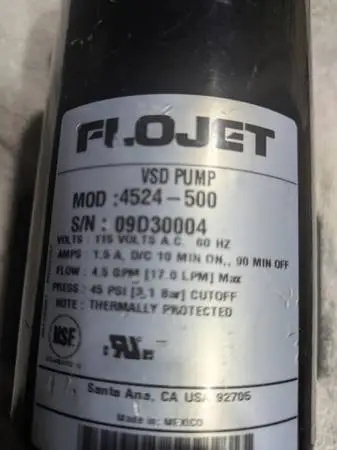 FLOJET
VSD PUMP
MOD :4524-500
S/N : 09D30004
VOLTS : 115 VOLTS A.C. 60 HZ
AMPS : 1.5 A, D/C 10 MIN ON., 90 MIN OFF
FLOW : 4.5 GPM [17.0 LPM] Max
PRESS : 45 PSI [3.1 Bar] CUTOFF
NOTE : THERMALLY PROTECTED
NSF
Santa Ana, CA USA 92705
Made in: MEXICO